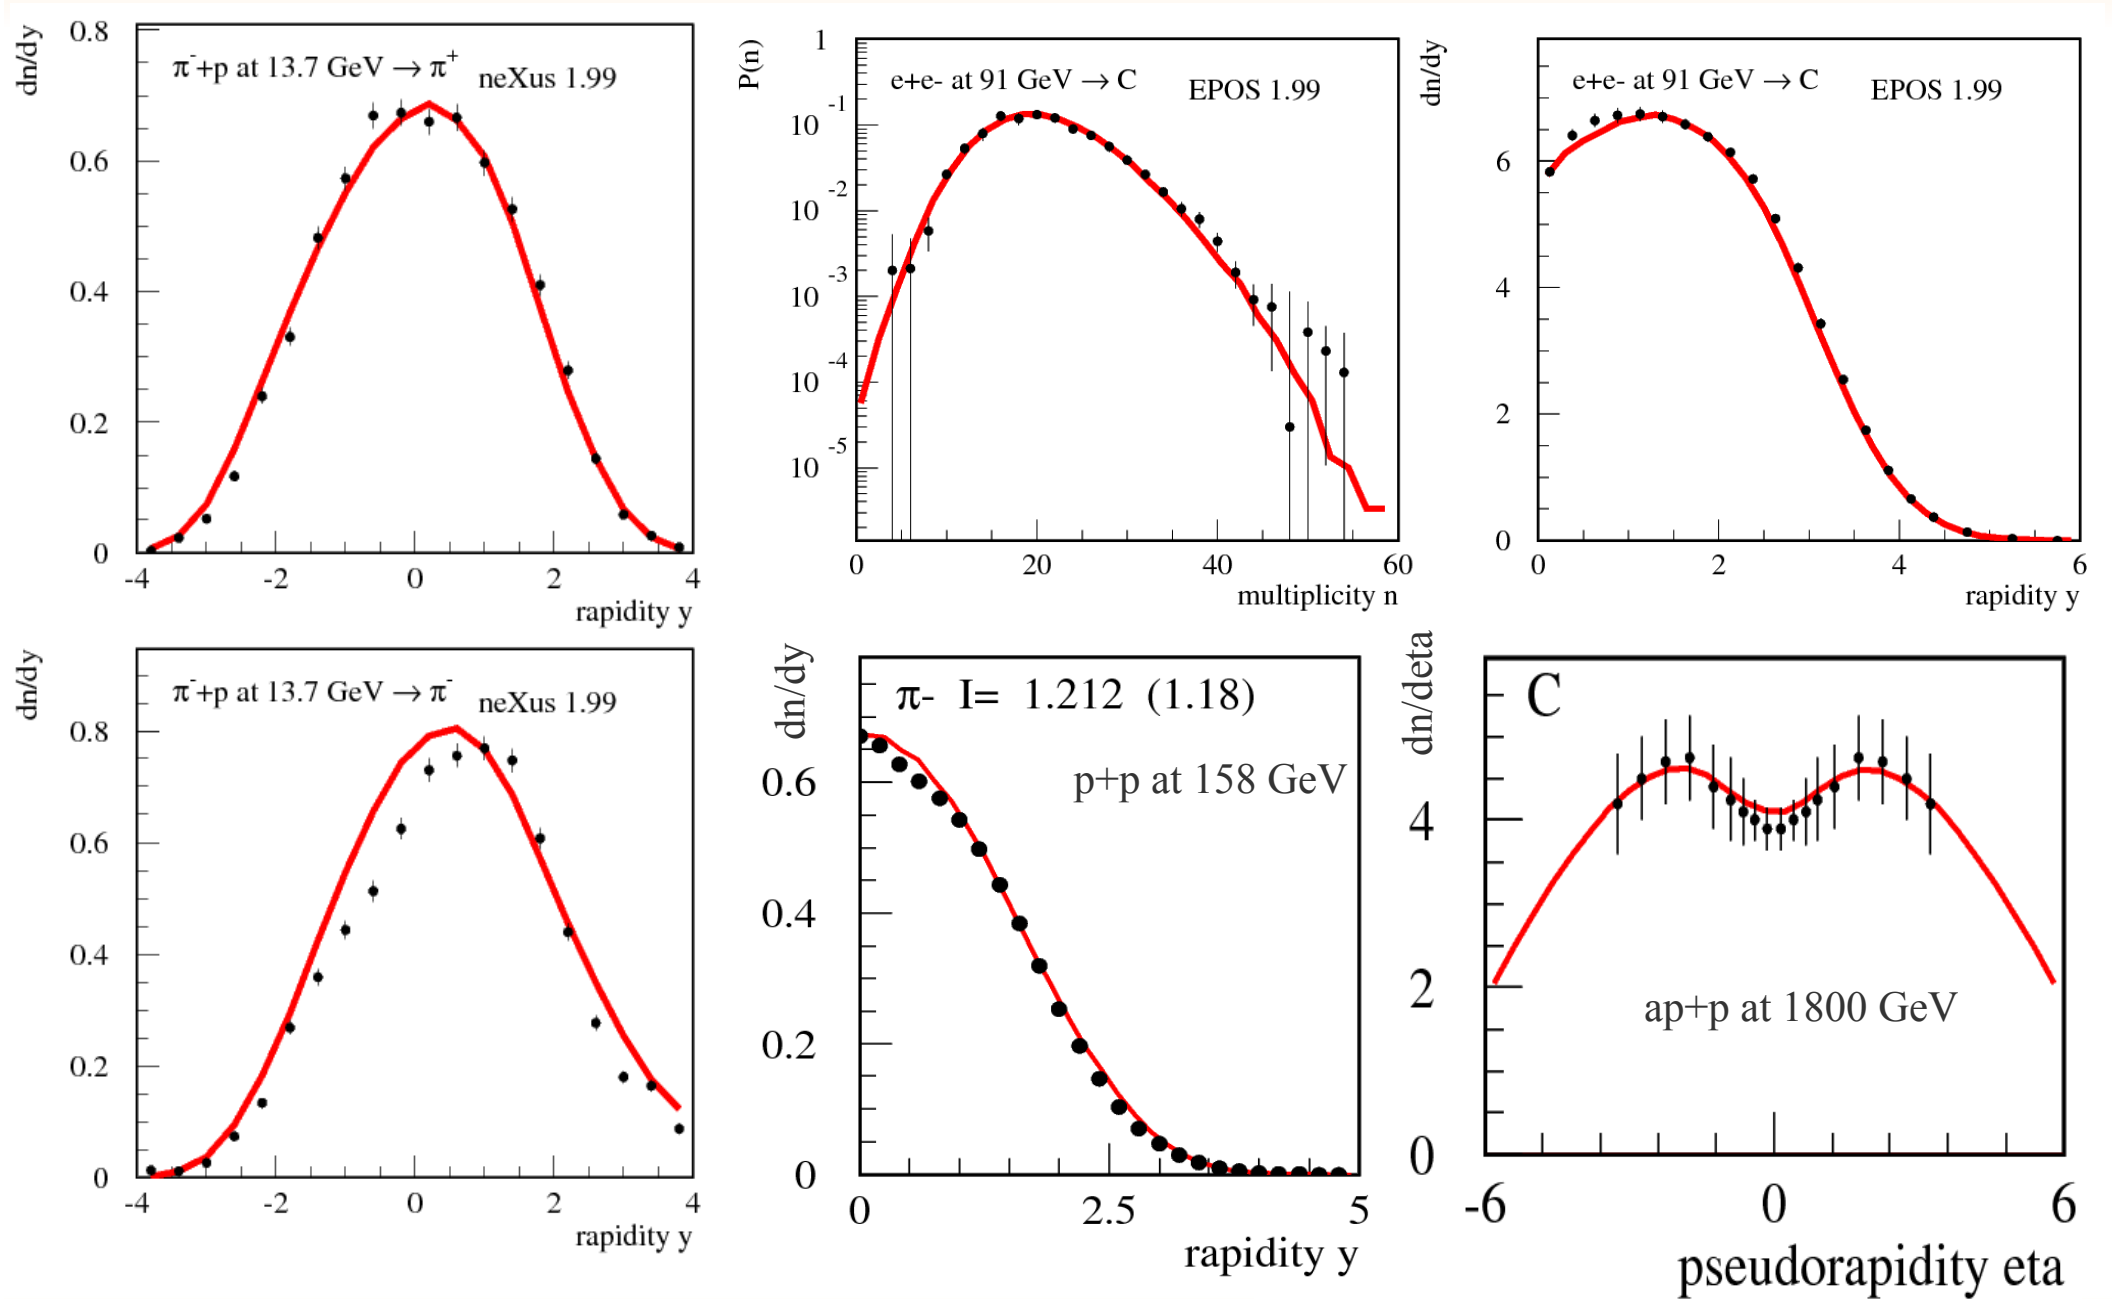 dn/dy
0.8
π⁻+p at 13.7 GeV → π⁺
neXus 1.99
0.6
0.4
0.2
0
-4 -2 0 2 4
rapidity y
P(n)
1
e+e- at 91 GeV → C
EPOS 1.99
10⁻¹
10⁻²
10⁻³
10⁻⁴
10⁻⁵
0 20 40 60
multiplicity n
dn/dy
e+e- at 91 GeV → C
EPOS 1.99
6
4
2
0
0 2 4 6
rapidity y
dn/dy
π⁻+p at 13.7 GeV → π⁻
neXus 1.99
0.8
0.6
0.4
0.2
0
-4 -2 0 2 4
rapidity y
dn/dy
π- I= 1.212 (1.18)
p+p at 158 GeV
0.6
0.4
0.2
0
0 2.5 5
rapidity y
dn/deta
C
4
2
ap+p at 1800 GeV
0
-6 0 6
pseudorapidity eta